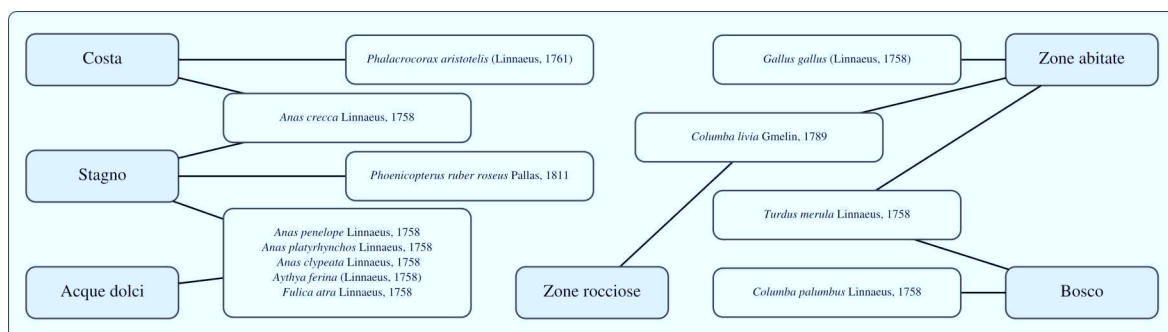 Costa
Phalacrocorax aristotelis (Linnaeus, 1761)
Gallus gallus (Linnaeus, 1758)
Zone abitate
Anas crecca Linnaeus, 1758
Columba livia Gmelin, 1789
Stagno
Phoenicopterus ruber roseus Pallas, 1811
Turdus merula Linnaeus, 1758
Anas penelope Linnaeus, 1758
Anas platyrhynchos Linnaeus, 1758
Anas clypeata Linnaeus, 1758
Aythya ferina (Linnaeus, 1758)
Fulica atra Linnaeus, 1758
Acque dolci
Zone rocciose
Columba palumbus Linnaeus, 1758
Bosco